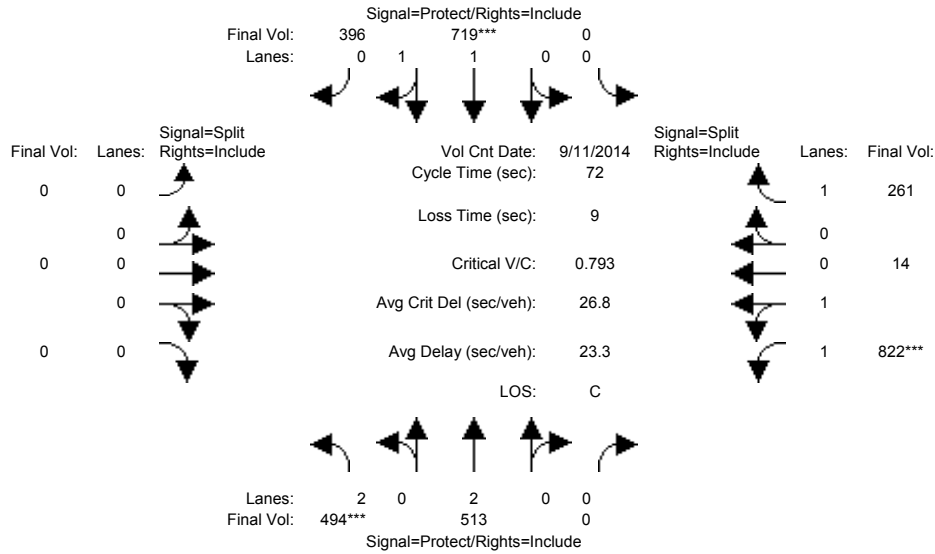 Signal=Protect/Rights=Include
Final Vol: 396 719*** 0
Lanes: 0 1 1 0 0
Signal=Split Signal=Split
Final Vol: Lanes: Rights=Include Vol Cnt Date: 9/11/2014 Rights=Include Lanes: Final Vol:
Cycle Time (sec): 72
0 0 1 261
Loss Time (sec): 9
0 0
0 0 Critical V/C: 0.793 0 14
0 Avg Crit Del (sec/veh): 26.8 1
0 0 Avg Delay (sec/veh): 23.3 1 822***
LOS: C
Lanes: 2 0 2 0 0
Final Vol: 494*** 513 0
Signal=Protect/Rights=Include